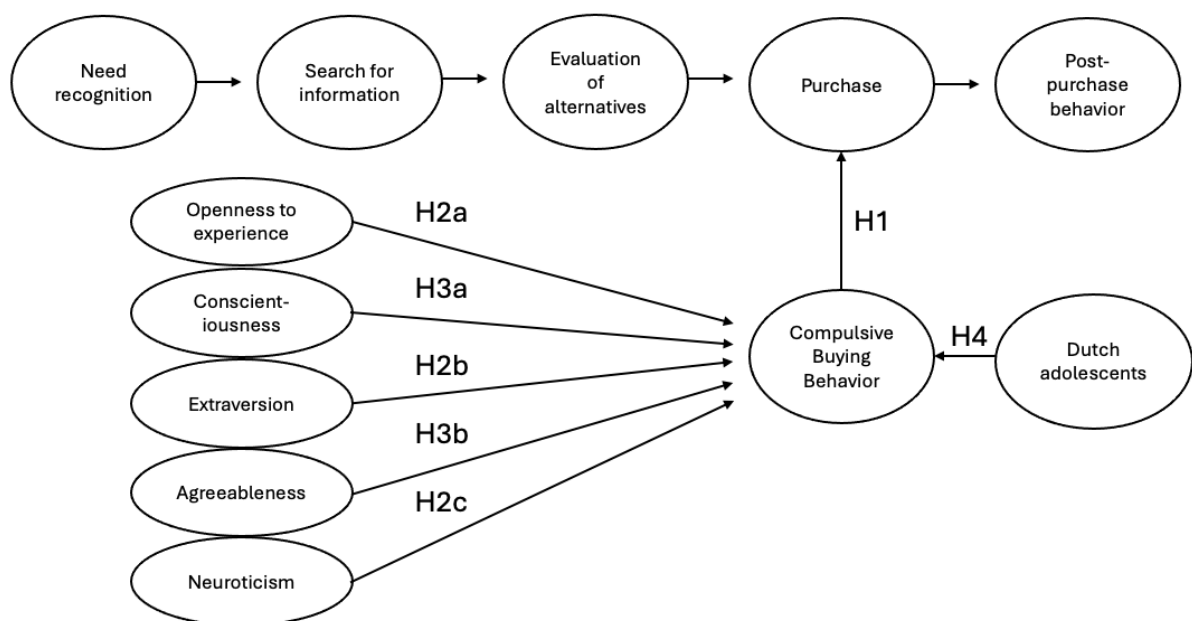 Need
recognition
Search for
information
Evaluation
of
alternatives
Purchase
Post-
purchase
behavior
Openness to
experience
H2a
H1
Conscient-
iousness
H3a
Extraversion
H2b
Compulsive
Buying
Behavior
H4
Dutch
adolescents
Agreeableness
H3b
Neuroticism
H2c